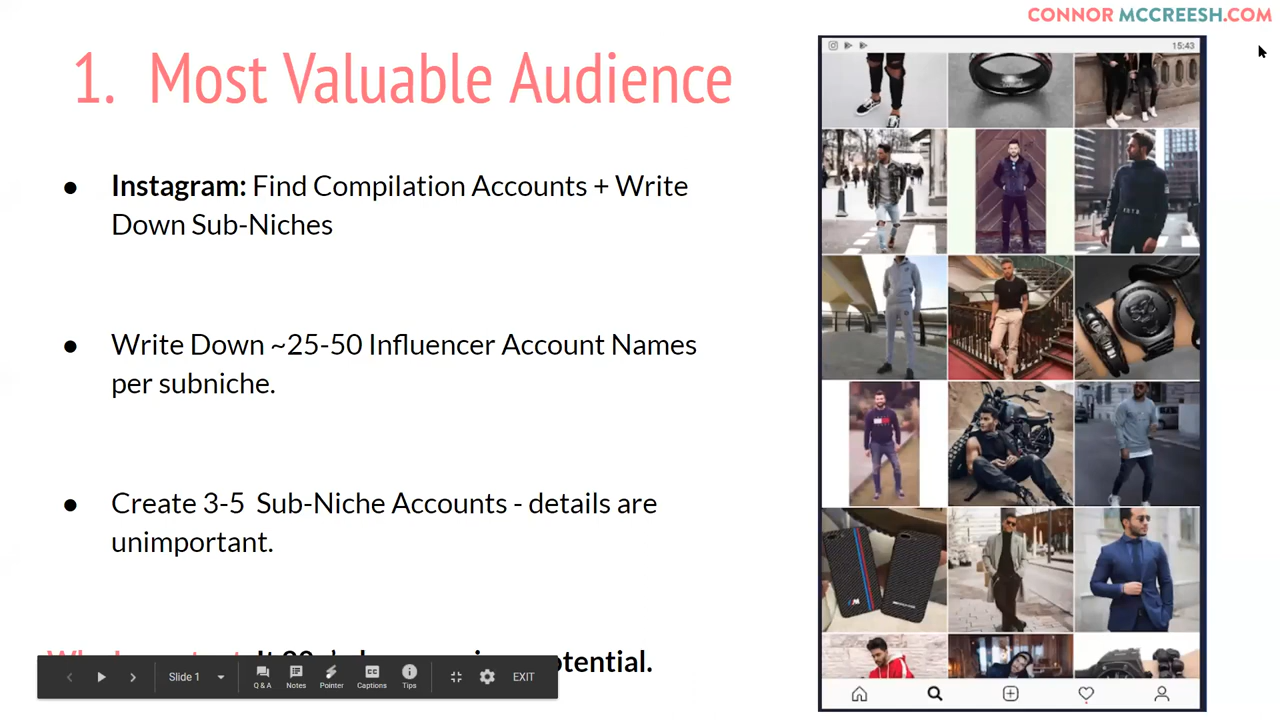 CONNOR MCCREESH.COM
1. Most Valuable Audience
15:43
● Instagram: Find Compilation Accounts + Write
Down Sub-Niches
● Write Down ~25-50 Influencer Account Names
per subniche.
● Create 3-5 Sub-Niche Accounts - details are
unimportant.
Slide 1
Q & A
Notes
Pointer
Captions
CC
Tips
EXIT